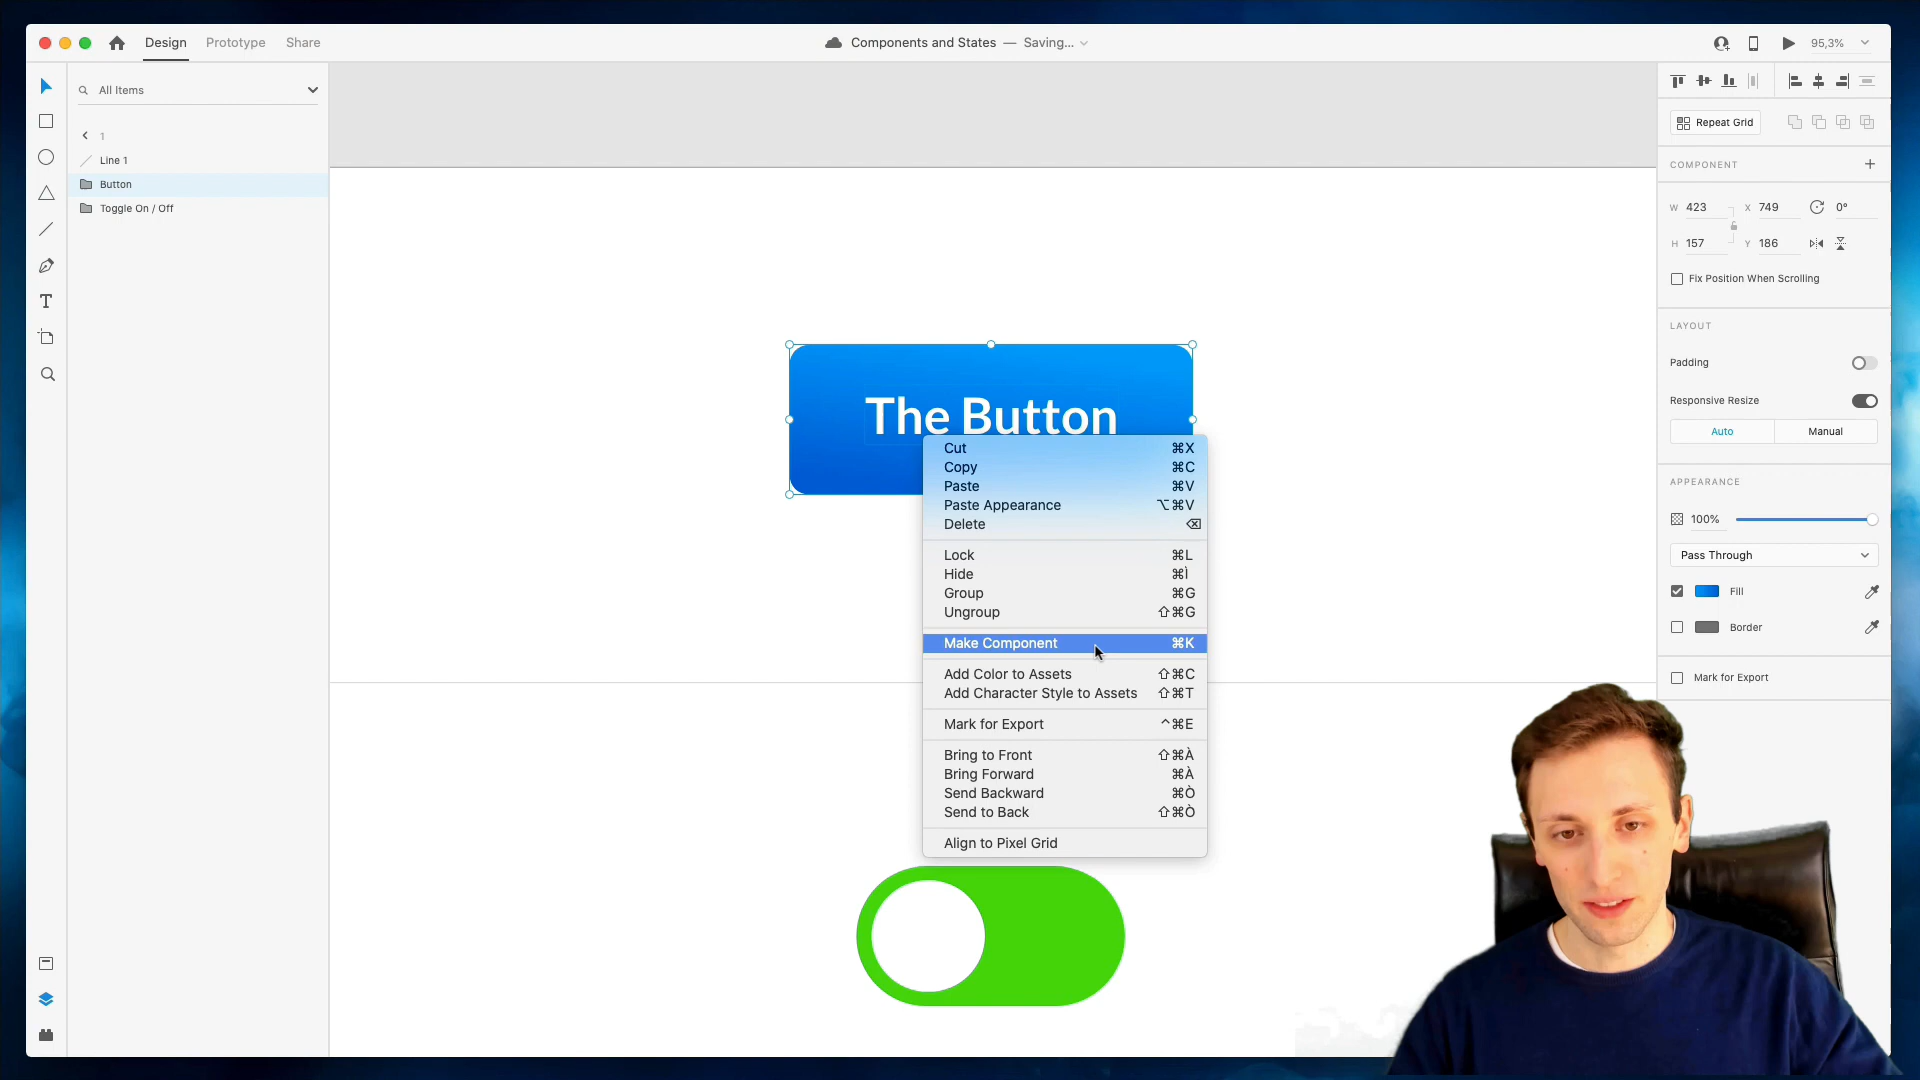 Design Prototype Share
Components and States — Saving...
95,3%
All Items
1
Line 1
Button
Toggle On / Off
The Button
Cut ⌘X
Copy ⌘C
Paste ⌘V
Paste Appearance ⌥⌘V
Delete ⌫
Lock ⌘L
Hide ⌘Ì
Group ⌘G
Ungroup ⇧⌘G
Make Component ⌘K
Add Color to Assets ⇧⌘C
Add Character Style to Assets ⇧⌘T
Mark for Export ^⌘E
Bring to Front ⇧⌘À
Bring Forward ⌘À
Send Backward ⌘Ò
Send to Back ⇧⌘Ò
Align to Pixel Grid
Repeat Grid
COMPONENT
W 423 X 749 0°
H 157 Y 186
Fix Position When Scrolling
LAYOUT
Padding
Responsive Resize
Auto Manual
APPEARANCE
100%
Pass Through
Fill
Border
Mark for Export